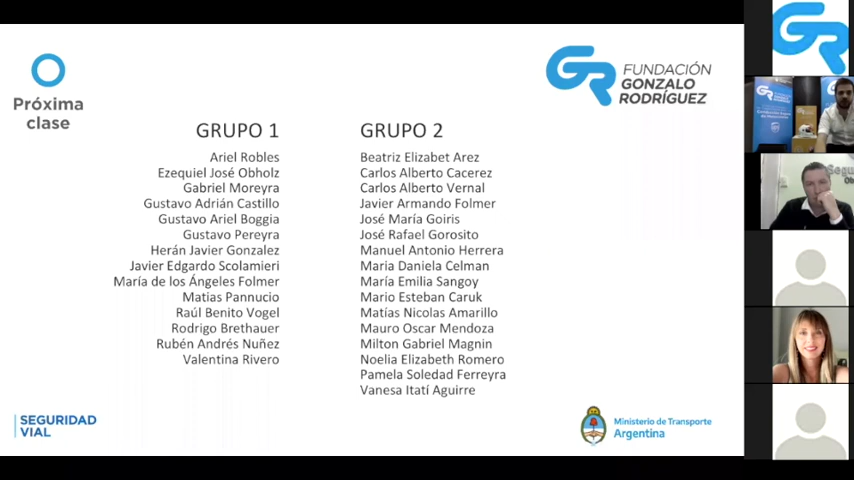 Próxima
clase
GR FUNDACIÓN
GONZALO
RODRÍGUEZ
GRUPO 1
Ariel Robles
Ezequiel José Obholz
Gabriel Moreyra
Gustavo Adrián Castillo
Gustavo Ariel Boggia
Gustavo Pereyra
Herán Javier Gonzalez
Javier Edgardo Scolamieri
María de los Ángeles Folmer
Matias Pannucio
Raúl Benito Vogel
Rodrigo Brethauer
Rubén Andrés Nuñez
Valentina Rivero
GRUPO 2
Beatriz Elizabet Arez
Carlos Alberto Cacerez
Carlos Alberto Vernal
Javier Armando Folmer
José María Goiris
José Rafael Gorosito
Manuel Antonio Herrera
Maria Daniela Celman
María Emilia Sangoy
Mario Esteban Caruk
Matías Nicolas Amarillo
Mauro Oscar Mendoza
Milton Gabriel Magnin
Noelia Elizabeth Romero
Pamela Soledad Ferreyra
Vanesa Itatí Aguirre
SEGURIDAD
VIAL
Ministerio de Transporte
Argentina
GR
GR